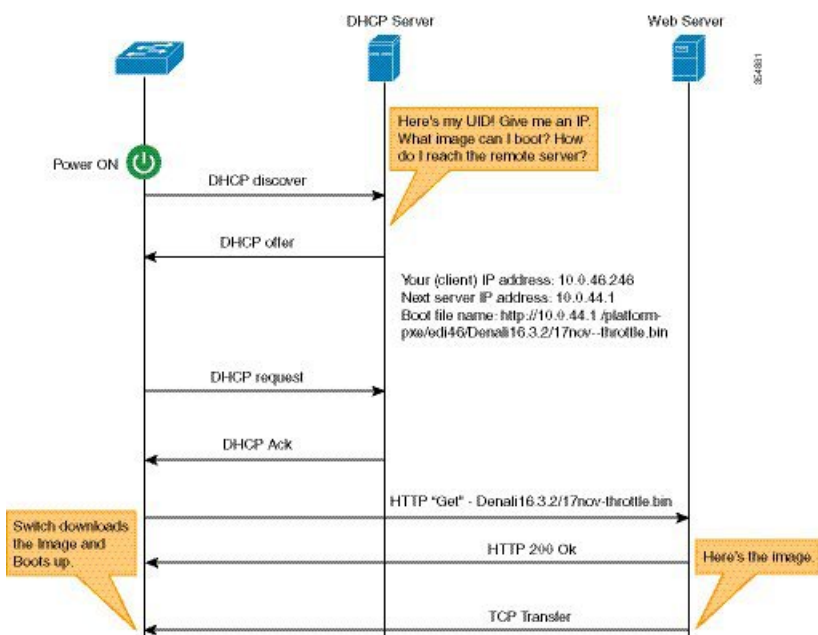 DHCP Server
Web Server
354881
Here's my UID! Give me an IP.
What image can I boot? How
do I reach the remote server?
Power ON
DHCP discover
DHCP offer
Your (client) IP address: 10.0.46.246
Next server IP address: 10.0.44.1
Boot file name: http://10.0.44.1 /platform-
pxe/edi46/Denali16.3.2/17nov--throttle.bin
DHCP request
DHCP Ack
HTTP "Get" - Denali16.3.2/17nov-throttle.bin
Switch downloads
the Image and
Boots up.
HTTP 200 Ok
Here's the image.
TCP Transfer